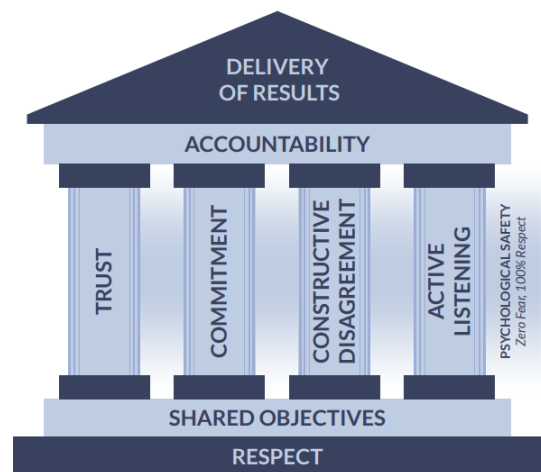 DELIVERY
OF RESULTS
ACCOUNTABILITY
TRUST
COMMITMENT
CONSTRUCTIVE
DISAGREEMENT
ACTIVE
LISTENING
PSYCHOLOGICAL SAFETY
Zero Fear, 100% Respect
SHARED OBJECTIVES
RESPECT